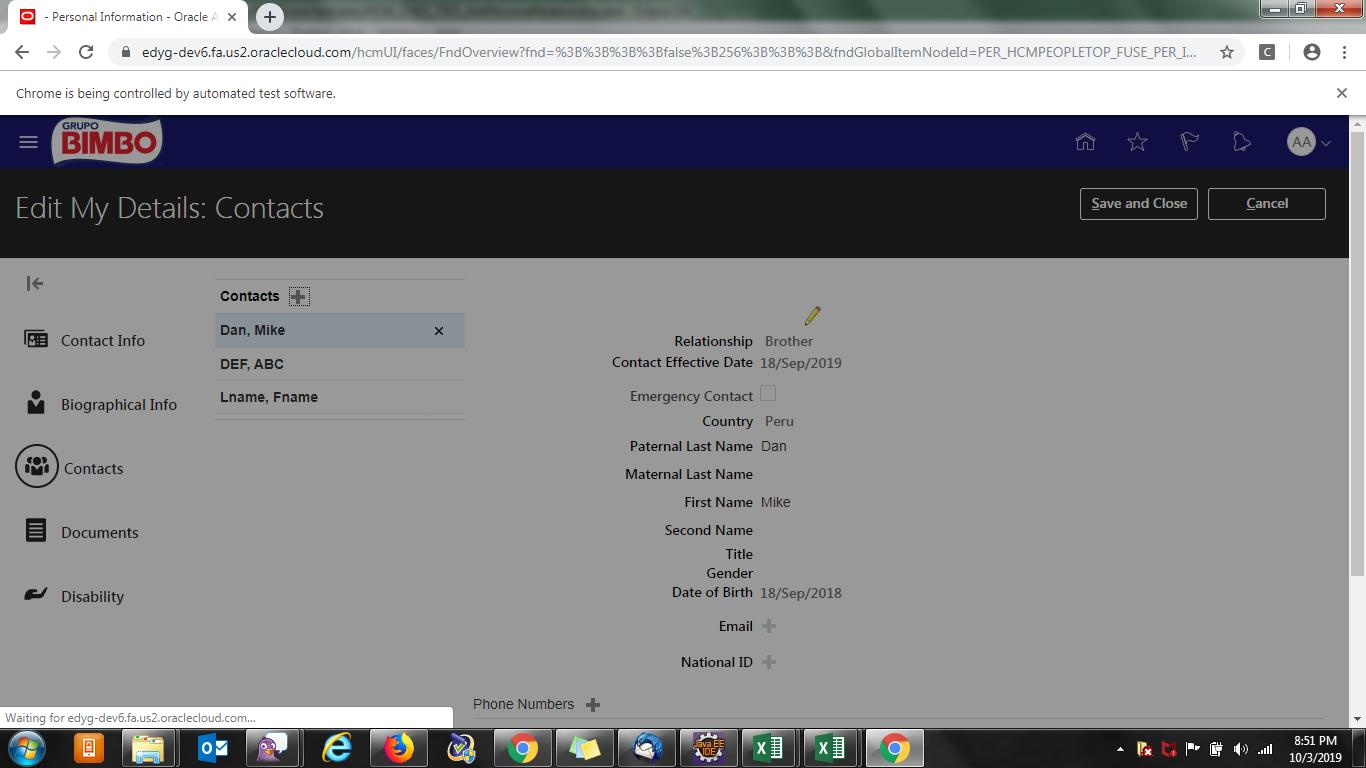 - Personal Information - Oracle A
edyg-dev6.fa.us2.oraclecloud.com/hcmUI/faces/FndOverview?fnd=%3B%3B%3B%3Bfalse%3B256%3B%3B%3B&fndGlobalItemNodeId=PER_HCMPEOPLETOP_FUSE_PER_I...
C
Chrome is being controlled by automated test software.
GRUPO
BIMBO
AA
Edit My Details: Contacts
Save and Close
Cancel
Contact Info
Biographical Info
Contacts
Documents
Disability
Contacts
Dan, Mike
DEF, ABC
Lname, Fname
Relationship Brother
Contact Effective Date 18/Sep/2019
Emergency Contact
Country Peru
Paternal Last Name Dan
Maternal Last Name
First Name Mike
Second Name
Title
Gender
Date of Birth 18/Sep/2018
Email
National ID
Phone Numbers
Waiting for edyg-dev6.fa.us2.oraclecloud.com...
Java EE
IDE
8:51 PM
10/3/2019